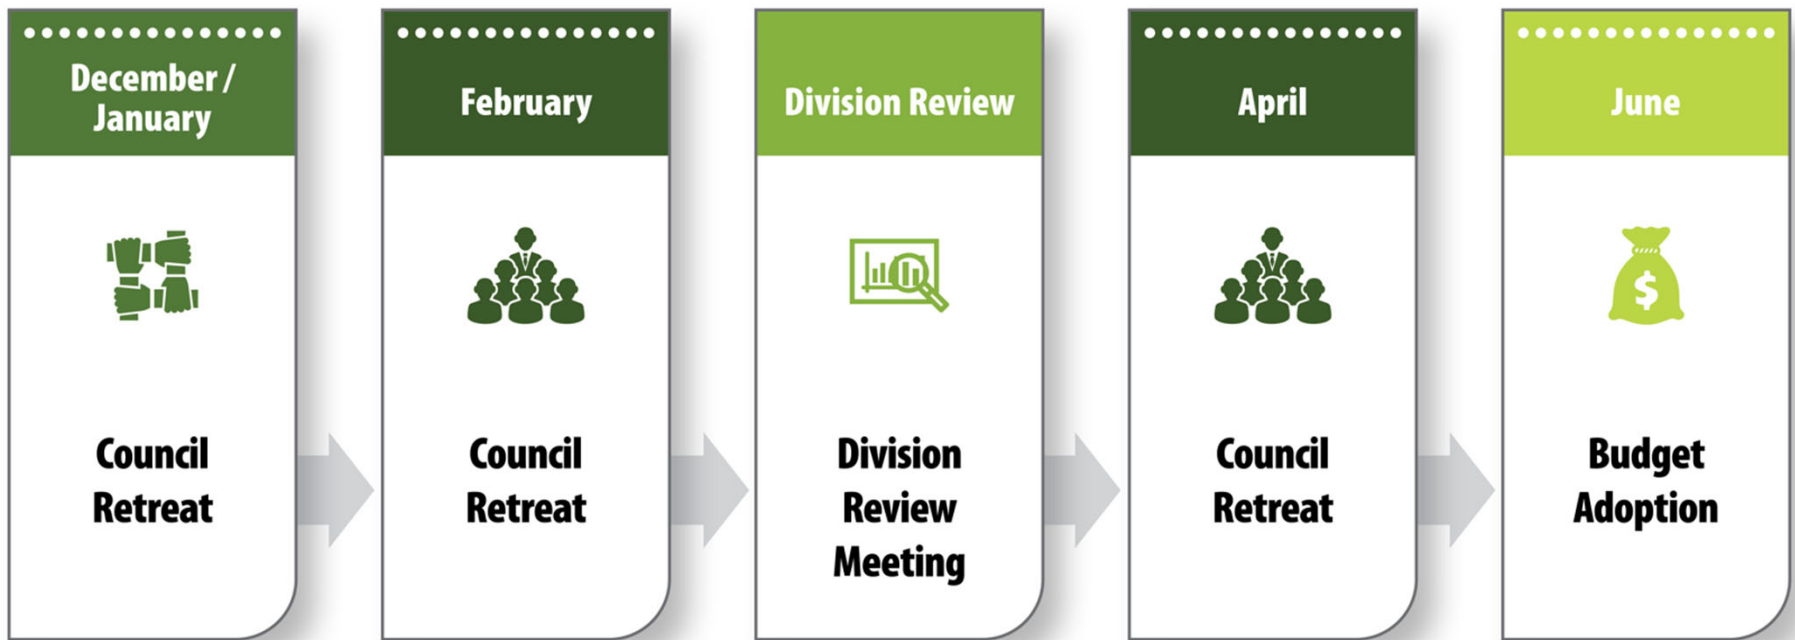 December /
January
Council
Retreat
February
Council
Retreat
Division Review
Division
Review
Meeting
April
Council
Retreat
June
$
Budget
Adoption